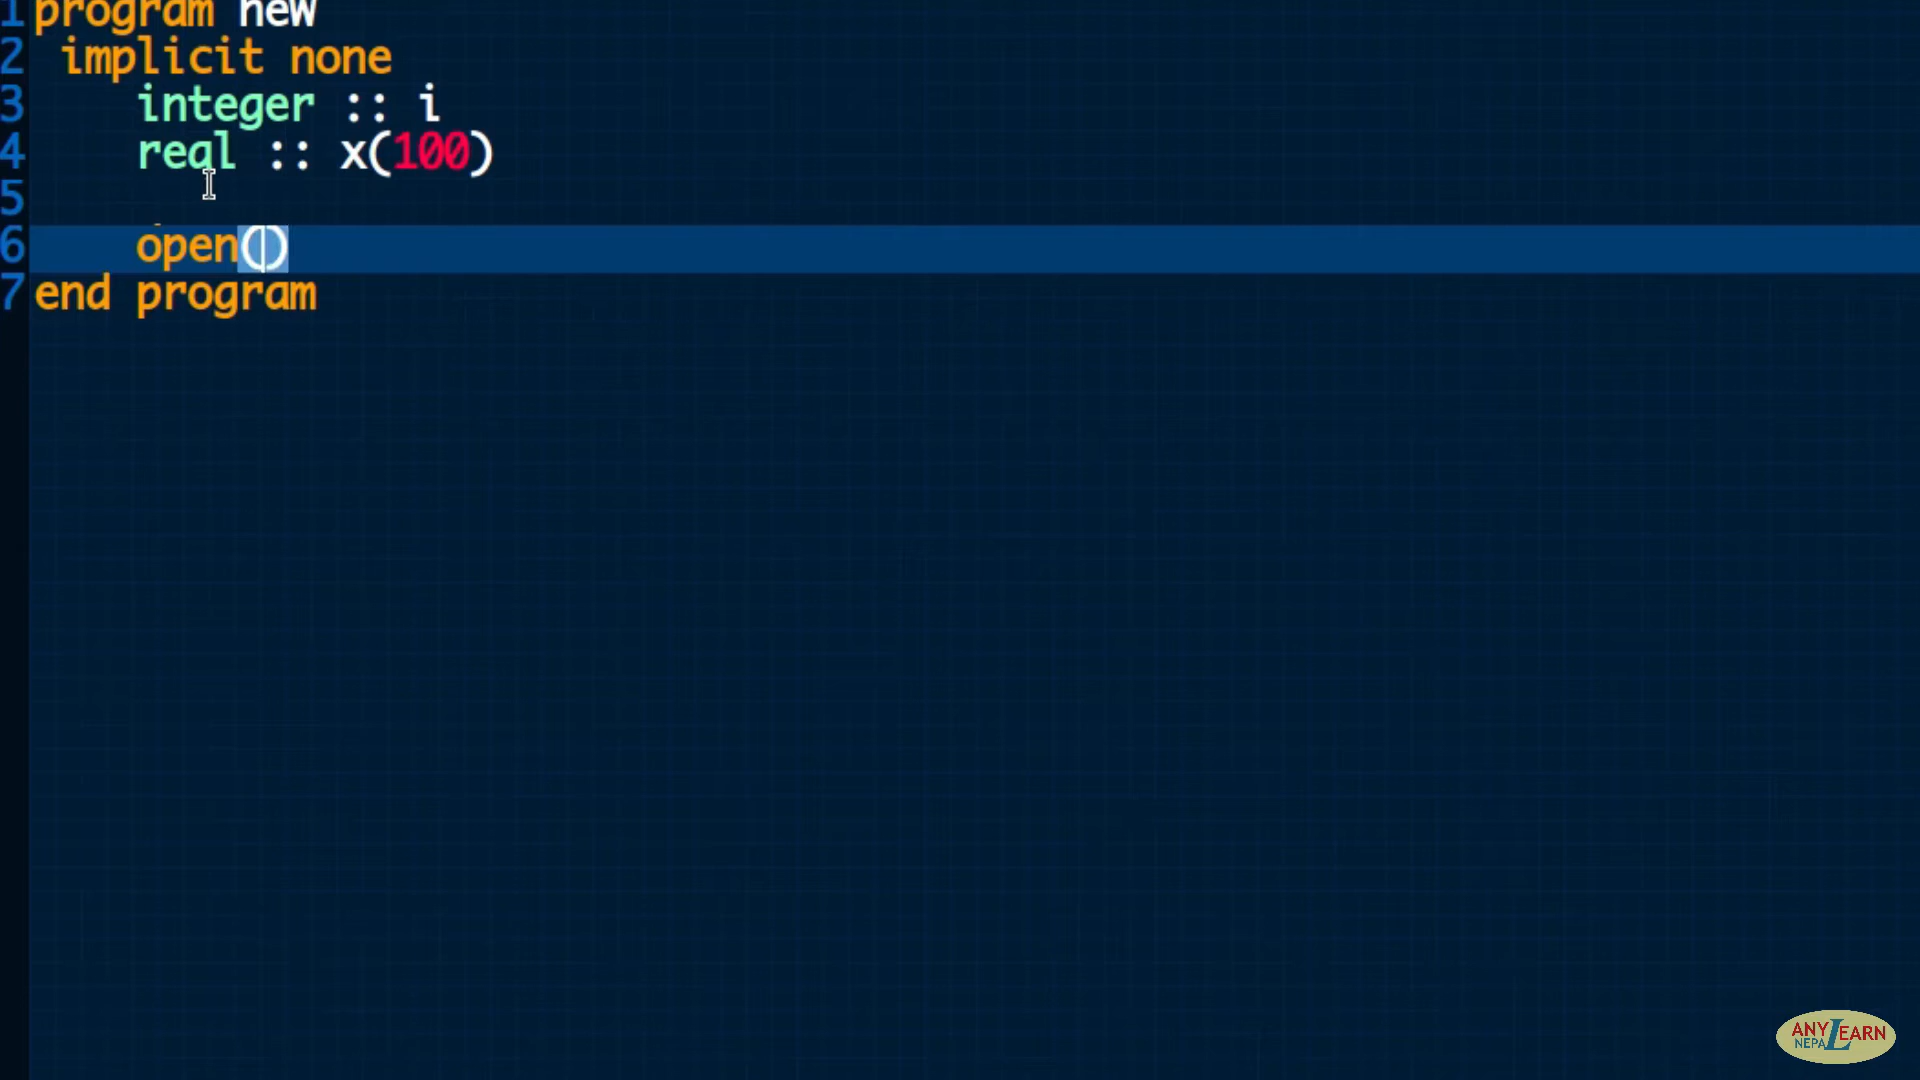 1 program new
2 implicit none
3 integer :: i
4 real :: x(100)
5
6 open()
7 end program
ANY LEARN
NEPAL